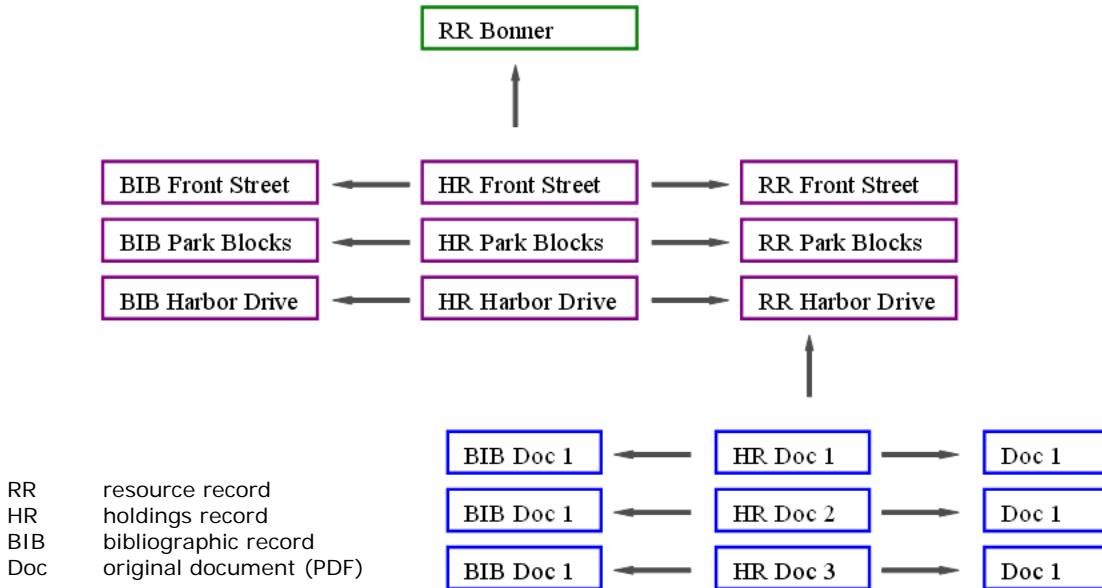 RR Bonner
BIB Front Street HR Front Street RR Front Street
BIB Park Blocks HR Park Blocks RR Park Blocks
BIB Harbor Drive HR Harbor Drive RR Harbor Drive
BIB Doc 1 HR Doc 1 Doc 1
BIB Doc 1 HR Doc 2 Doc 1
BIB Doc 1 HR Doc 3 Doc 1
RR resource record
HR holdings record
BIB bibliographic record
Doc original document (PDF)